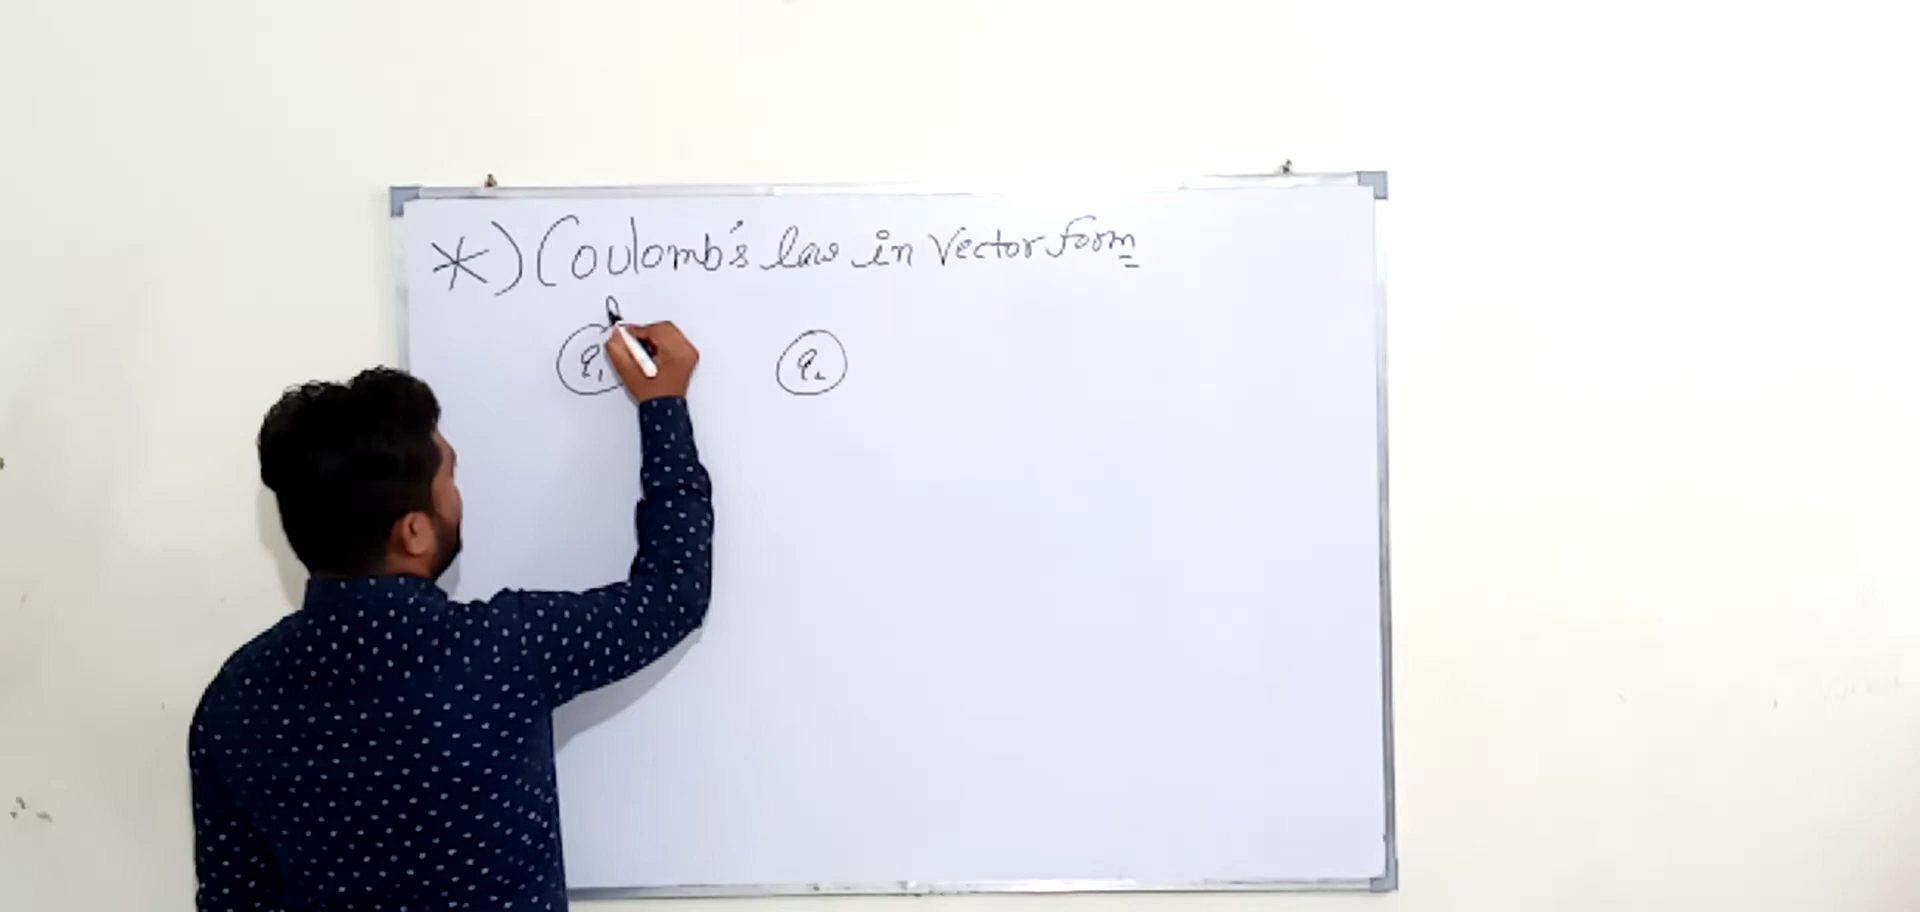 *) Coulomb's law in Vector form
q₁ q₂